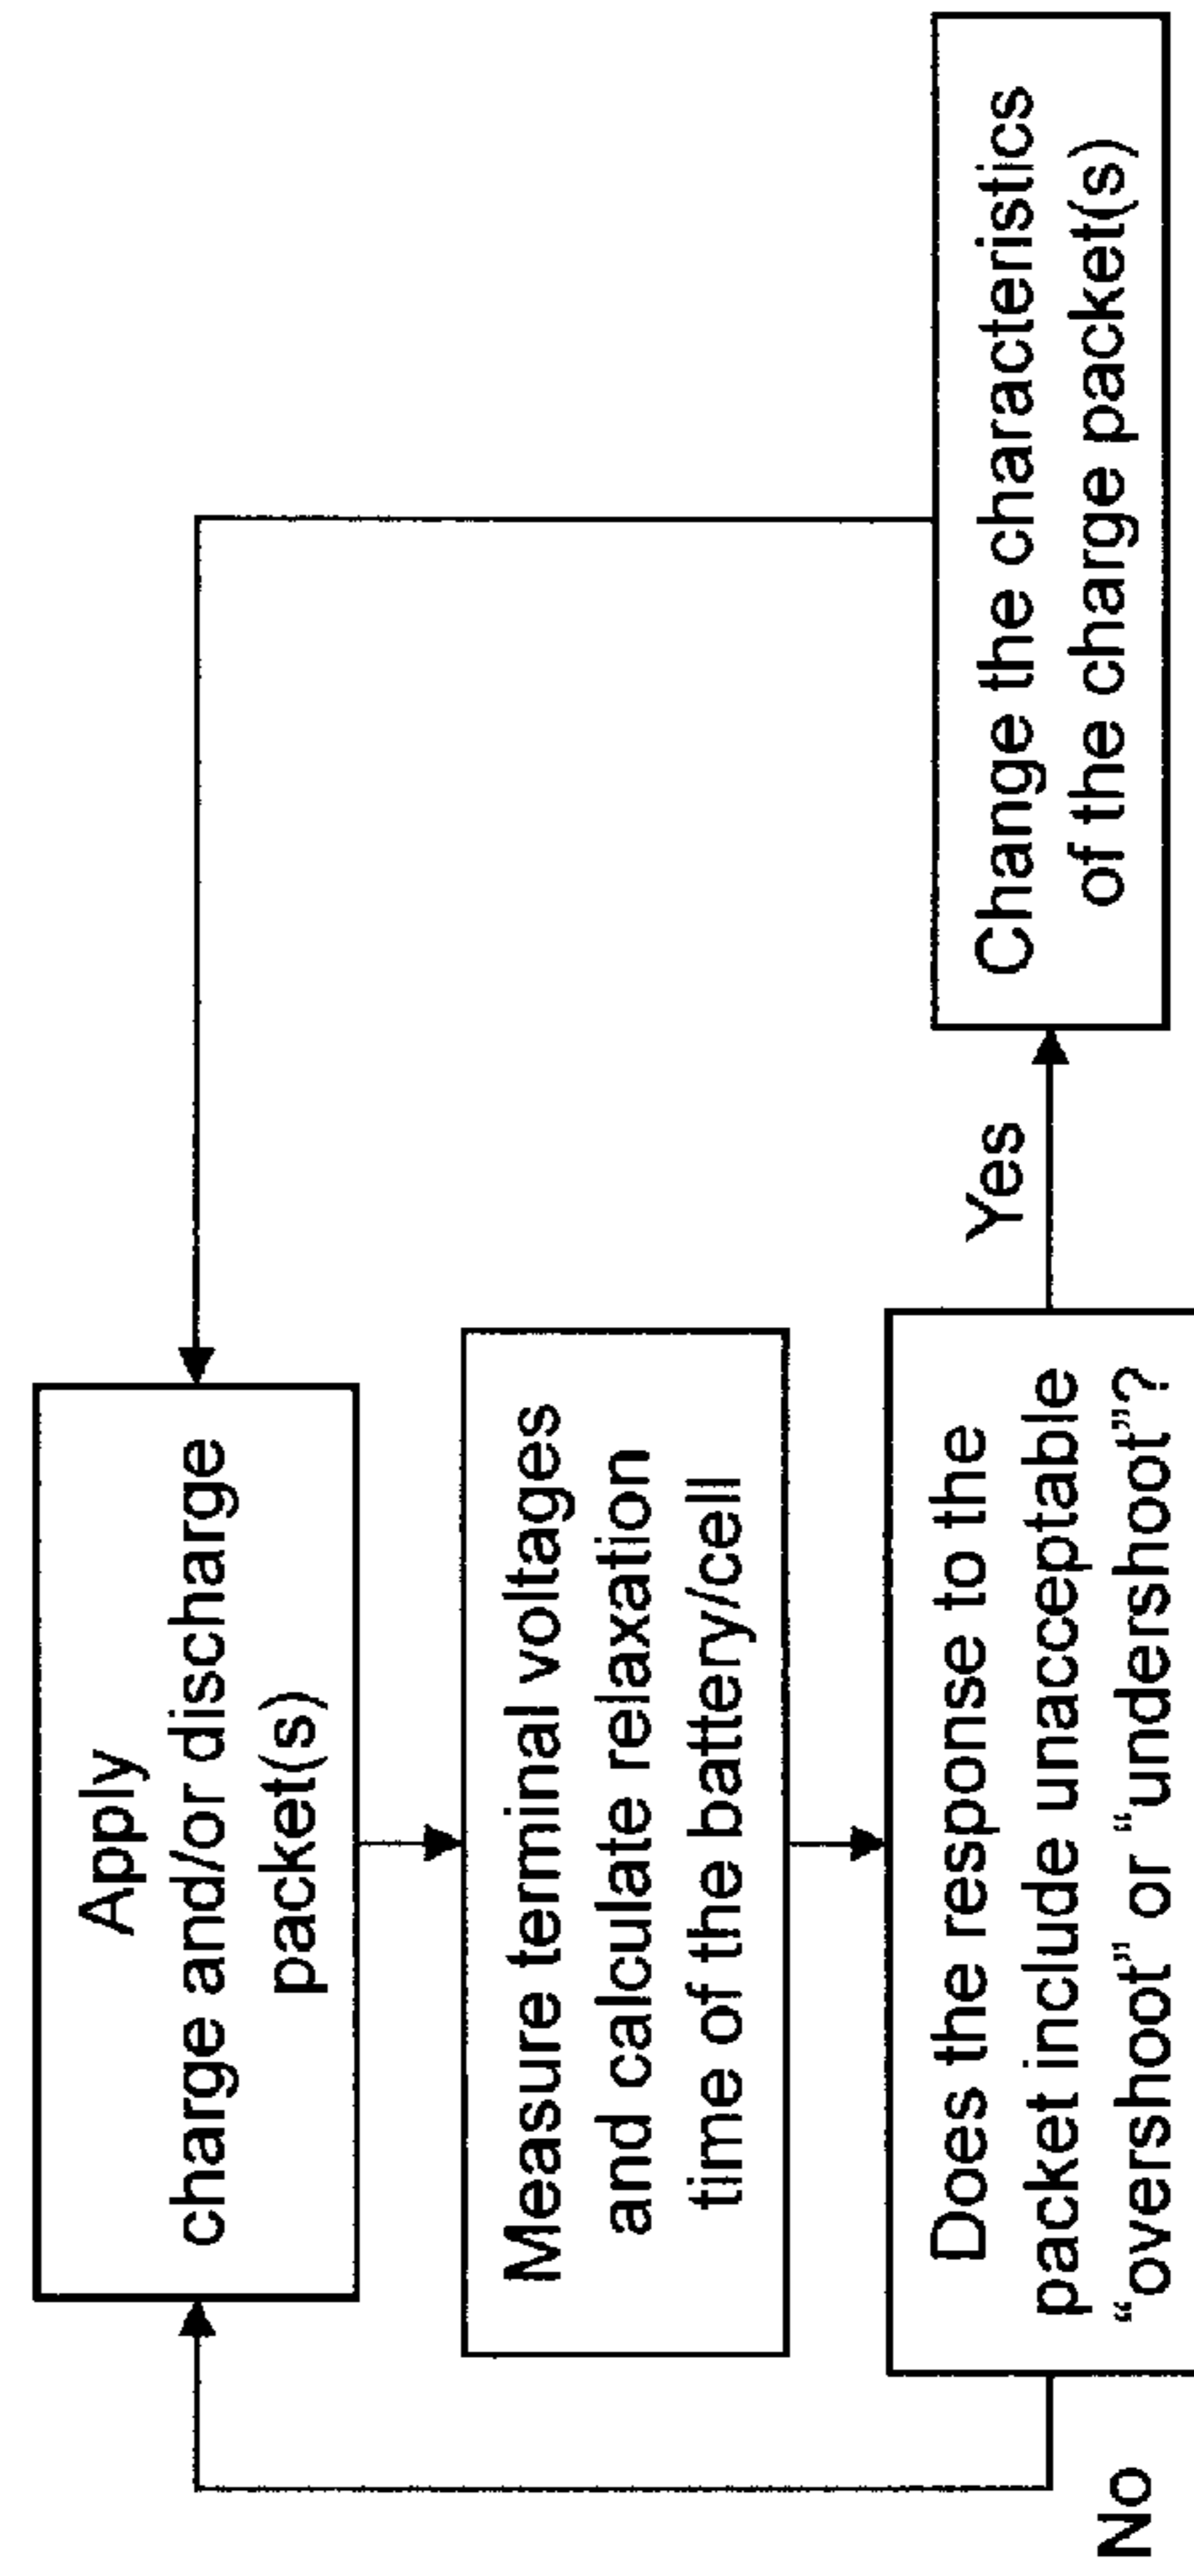 Apply
charge and/or discharge
packet(s)
Measure terminal voltages
and calculate relaxation
time of the battery/cell
Does the response to the
packet include unacceptable
“overshoot” or “undershoot”?
No
Yes
Change the characteristics
of the charge packet(s)